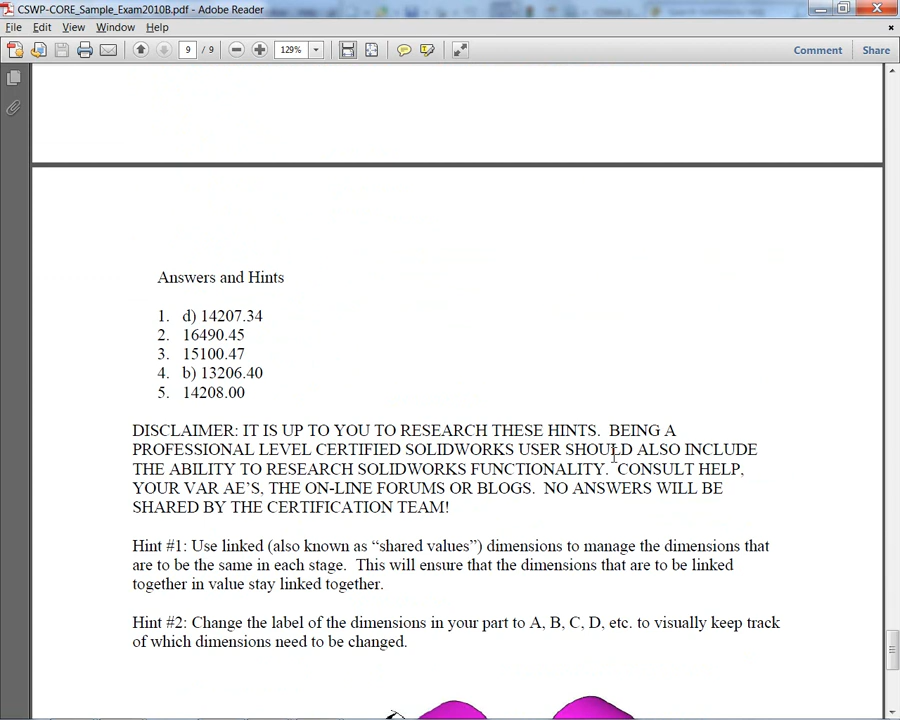 CSWP-CORE_Sample_Exam2010B.pdf - Adobe Reader
File Edit View Window Help
9 / 9 129% Comment Share
Answers and Hints
1. d) 14207.34
2. 16490.45
3. 15100.47
4. b) 13206.40
5. 14208.00
DISCLAIMER: IT IS UP TO YOU TO RESEARCH THESE HINTS. BEING A
PROFESSIONAL LEVEL CERTIFIED SOLIDWORKS USER SHOULD ALSO INCLUDE
THE ABILITY TO RESEARCH SOLIDWORKS FUNCTIONALITY. CONSULT HELP,
YOUR VAR AE'S, THE ON-LINE FORUMS OR BLOGS. NO ANSWERS WILL BE
SHARED BY THE CERTIFICATION TEAM!
Hint #1: Use linked (also known as “shared values”) dimensions to manage the dimensions that
are to be the same in each stage. This will ensure that the dimensions that are to be linked
together in value stay linked together.
Hint #2: Change the label of the dimensions in your part to A, B, C, D, etc. to visually keep track
of which dimensions need to be changed.